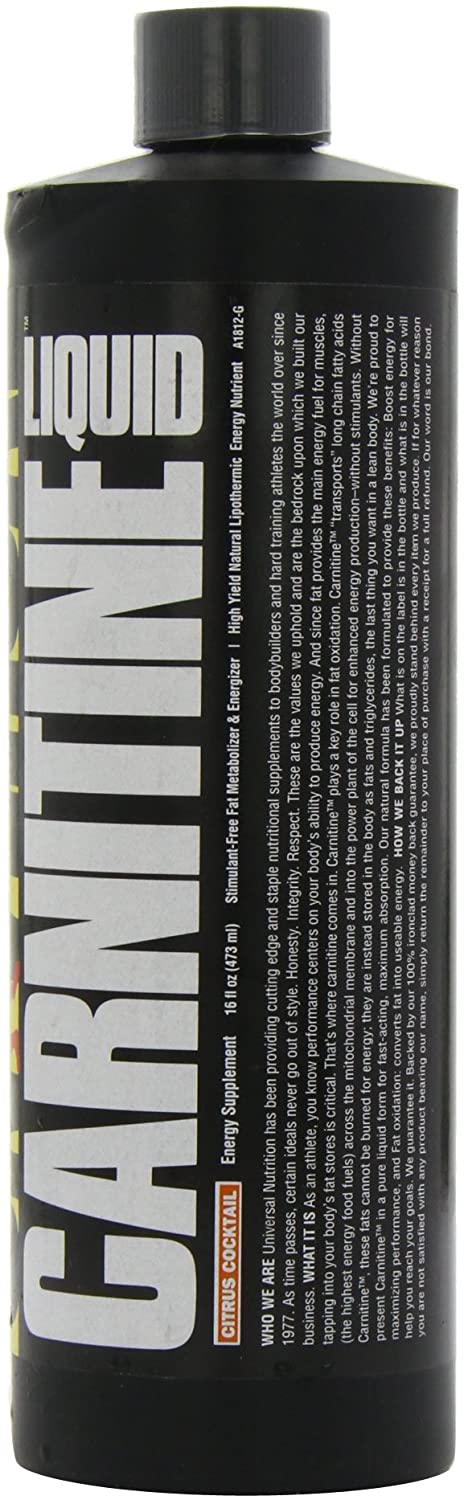 CARNITINE LIQUID™
CITRUS COCKTAIL Energy Supplement 16 fl oz (473 ml) Stimulant-Free Fat Metabolizer & Energizer | High Yield Natural Lipothermic Energy Nutrient A1812-G
WHO WE ARE Universal Nutrition has been providing cutting edge and staple nutritional supplements to bodybuilders and hard training athletes the world over since
1977. As time passes, certain ideals never go out of style. Honesty. Integrity. Respect. These are the values we uphold and are the bedrock upon which we built our
business. WHAT IT IS As an athlete, you know performance centers on your body's ability to produce energy. And since fat provides the main energy fuel for muscles,
tapping into your body's fat stores is critical. That's where carnitine comes in. Carnitine™ plays a key role in fat oxidation. Carnitine™ "transports" long chain fatty acids
(the highest energy food fuels) across the mitochondrial membrane and into the power plant of the cell for enhanced energy production–without stimulants. Without
Carnitine™, these fats cannot be burned for energy; they are instead stored in the body as fats and triglycerides, the last thing you want in a lean body. We're proud to
present Carnitine™ in a pure liquid form for fast-acting, maximum absorption. Our natural formula has been formulated to provide these benefits: Boost energy for
maximizing performance, and Fat oxidation: converts fat into useable energy. HOW WE BACK IT UP What is on the label is in the bottle and what is in the bottle will
help you reach your goals. We guarantee it. Backed by our 100% ironclad money back guarantee, we proudly stand behind every item we produce. If for whatever reason
you are not satisfied with any product bearing our name, simply return the remainder to your place of purchase with a receipt for a full refund. Our word is our bond.